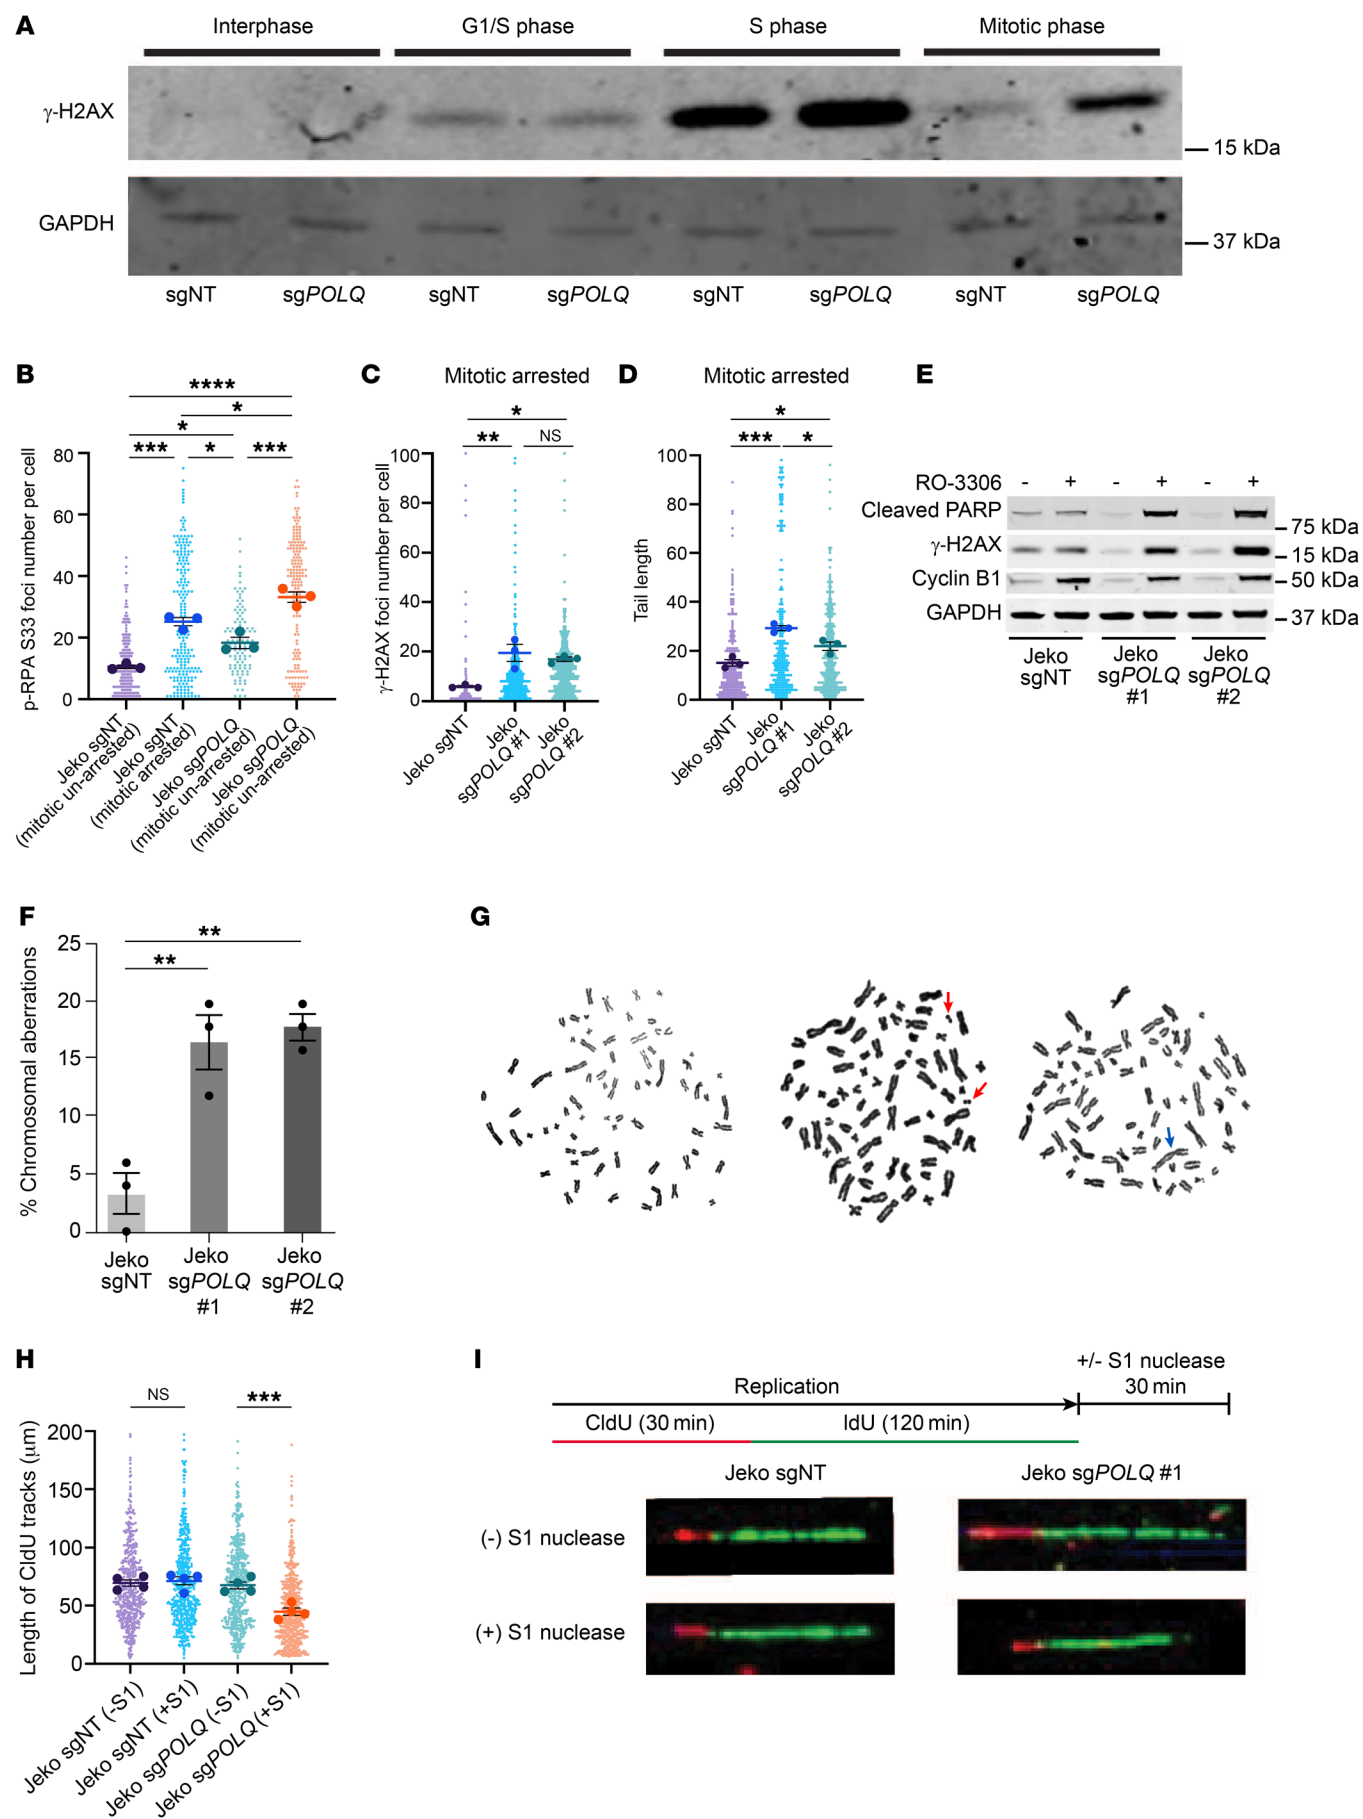 A
Interphase
G1/S phase
S phase
Mitotic phase
γ-H2AX
15 kDa
GAPDH
37 kDa
sgNT
sgPOLQ
sgNT
sgPOLQ
sgNT
sgPOLQ
sgNT
sgPOLQ
B
****
*
*
***
*
***
p-RPA S33 foci number per cell
80
60
40
20
0
Jeko sgNT
(mitotic un-arrested)
Jeko sgNT
(mitotic arrested)
Jeko sgPOLQ
(mitotic un-arrested)
Jeko sgPOLQ
(mitotic un-arrested)
C
Mitotic arrested
*
**
NS
γ-H2AX foci number per cell
100
80
60
40
20
0
Jeko sgNT
Jeko
sgPOLQ #1
Jeko
sgPOLQ #2
D
Mitotic arrested
*
***
*
Tail length
100
80
60
40
20
0
Jeko sgNT
Jeko
sgPOLQ #1
Jeko
sgPOLQ #2
E
RO-3306
-
+
-
+
-
+
Cleaved PARP
75 kDa
γ-H2AX
15 kDa
Cyclin B1
50 kDa
GAPDH
37 kDa
Jeko
sgNT
Jeko
sgPOLQ
#1
Jeko
sgPOLQ
#2
F
**
**
% Chromosomal aberrations
25
20
15
10
5
0
Jeko
sgNT
Jeko
sgPOLQ
#1
Jeko
sgPOLQ
#2
G
H
NS
***
Length of CldU tracks (μm)
200
150
100
50
0
Jeko sgNT (-S1)
Jeko sgNT (+S1)
Jeko sgPOLQ (-S1)
Jeko sgPOLQ (+S1)
I
+/- S1 nuclease
Replication
30 min
CldU (30 min)
IdU (120 min)
Jeko sgNT
Jeko sgPOLQ #1
(-) S1 nuclease
(+) S1 nuclease